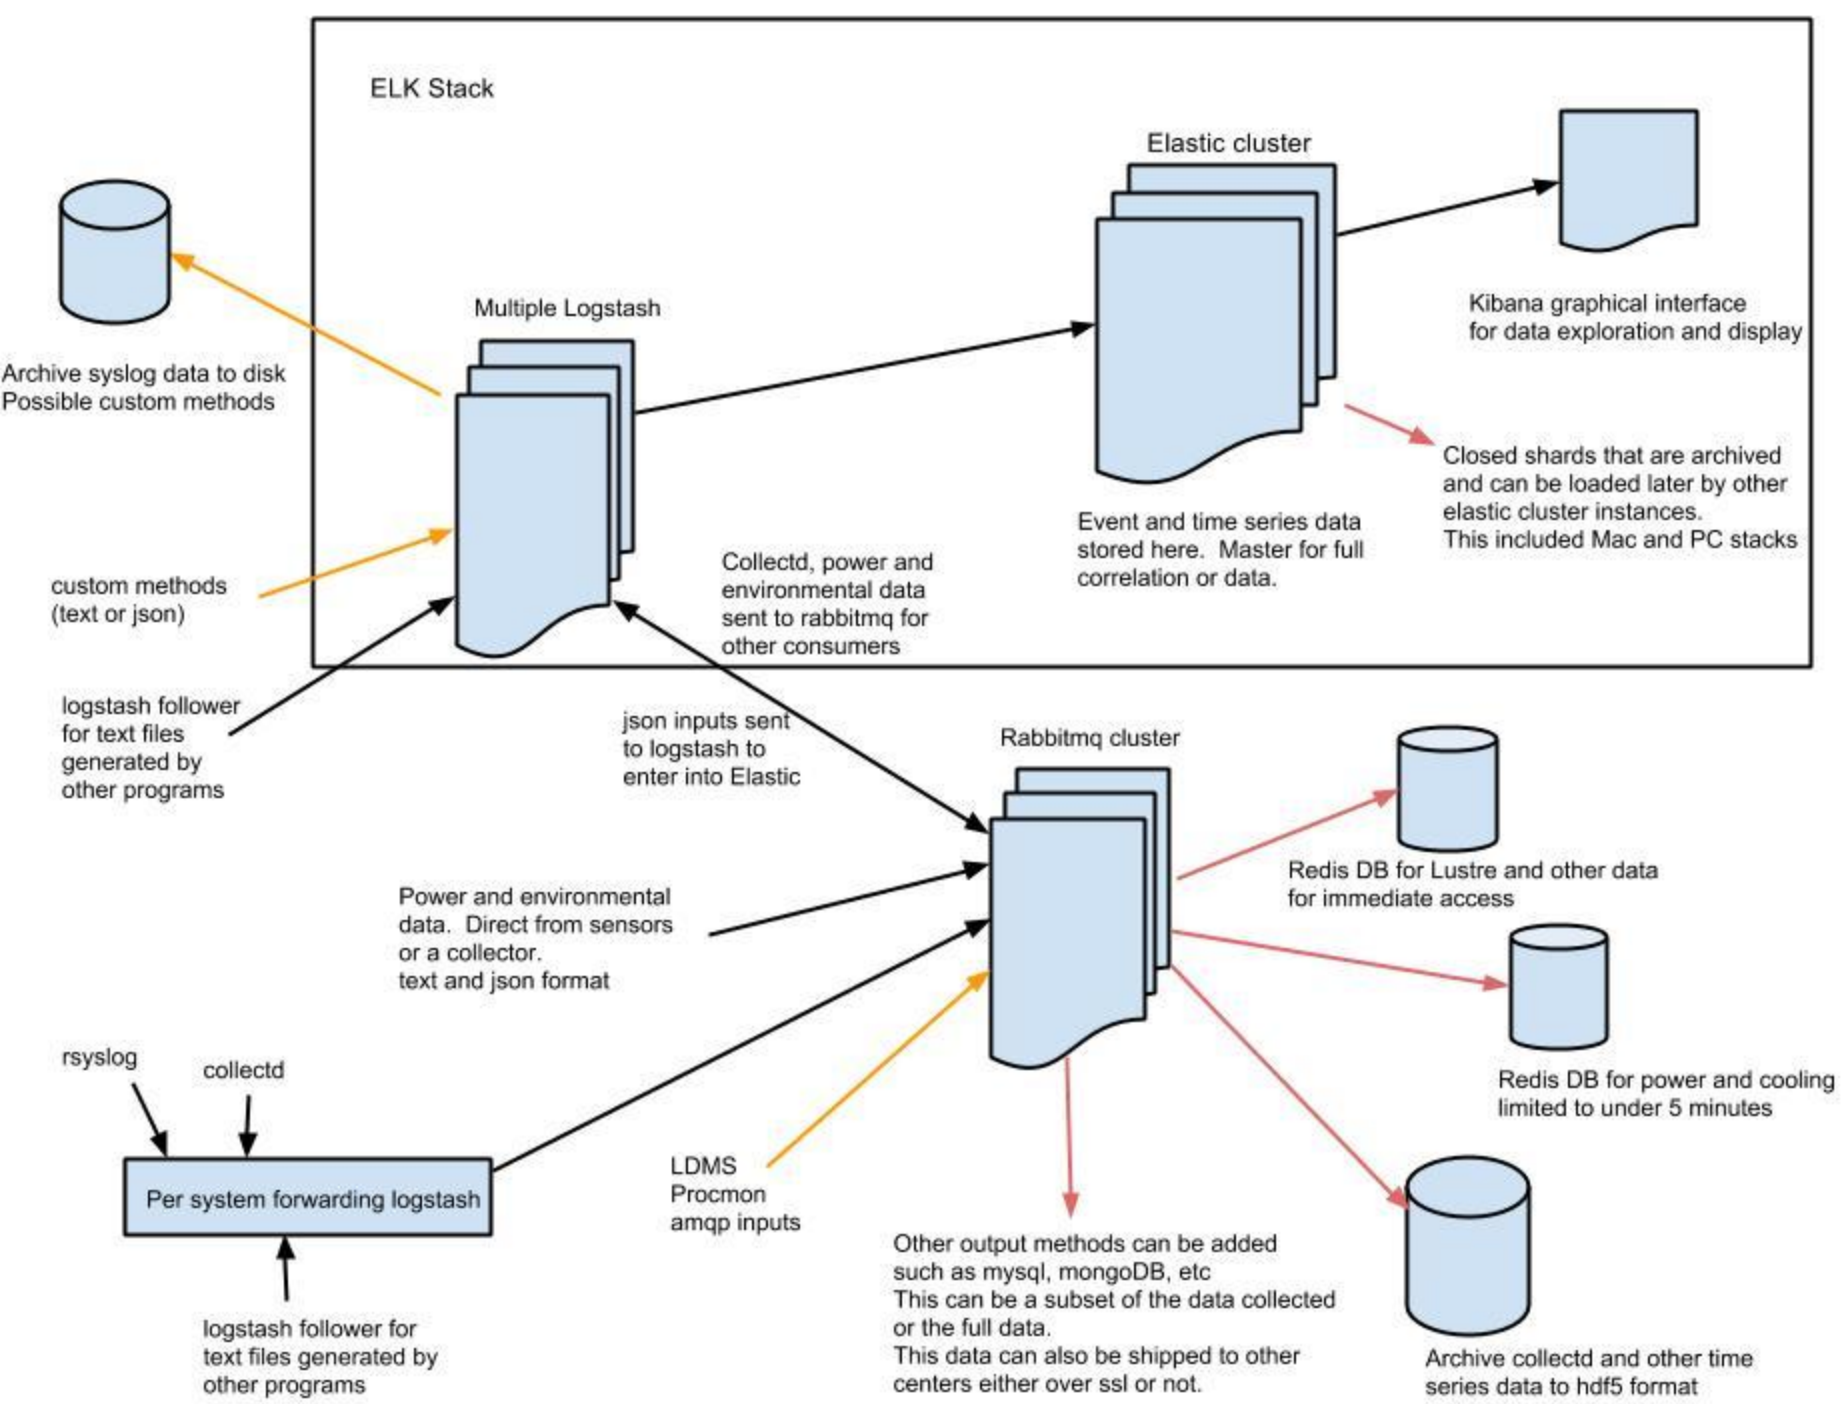 ELK Stack
Elastic cluster
Multiple Logstash
Kibana graphical interface
for data exploration and display
Archive syslog data to disk
Possible custom methods
Closed shards that are archived
and can be loaded later by other
elastic cluster instances.
This included Mac and PC stacks
Event and time series data
stored here.  Master for full
correlation or data.
Collectd, power and
environmental data
sent to rabbitmq for
other consumers
custom methods
(text or json)
logstash follower
for text files
generated by
other programs
json inputs sent
to logstash to
enter into Elastic
Rabbitmq cluster
Redis DB for Lustre and other data
for immediate access
Power and environmental
data.  Direct from sensors
or a collector.
text and json format
rsyslog
collectd
Redis DB for power and cooling
limited to under 5 minutes
Per system forwarding logstash
LDMS
Procmon
amqp inputs
Other output methods can be added
such as mysql, mongoDB, etc
This can be a subset of the data collected
or the full data.
This data can also be shipped to other
centers either over ssl or not.
logstash follower for
text files generated by
other programs
Archive collectd and other time
series data to hdf5 format